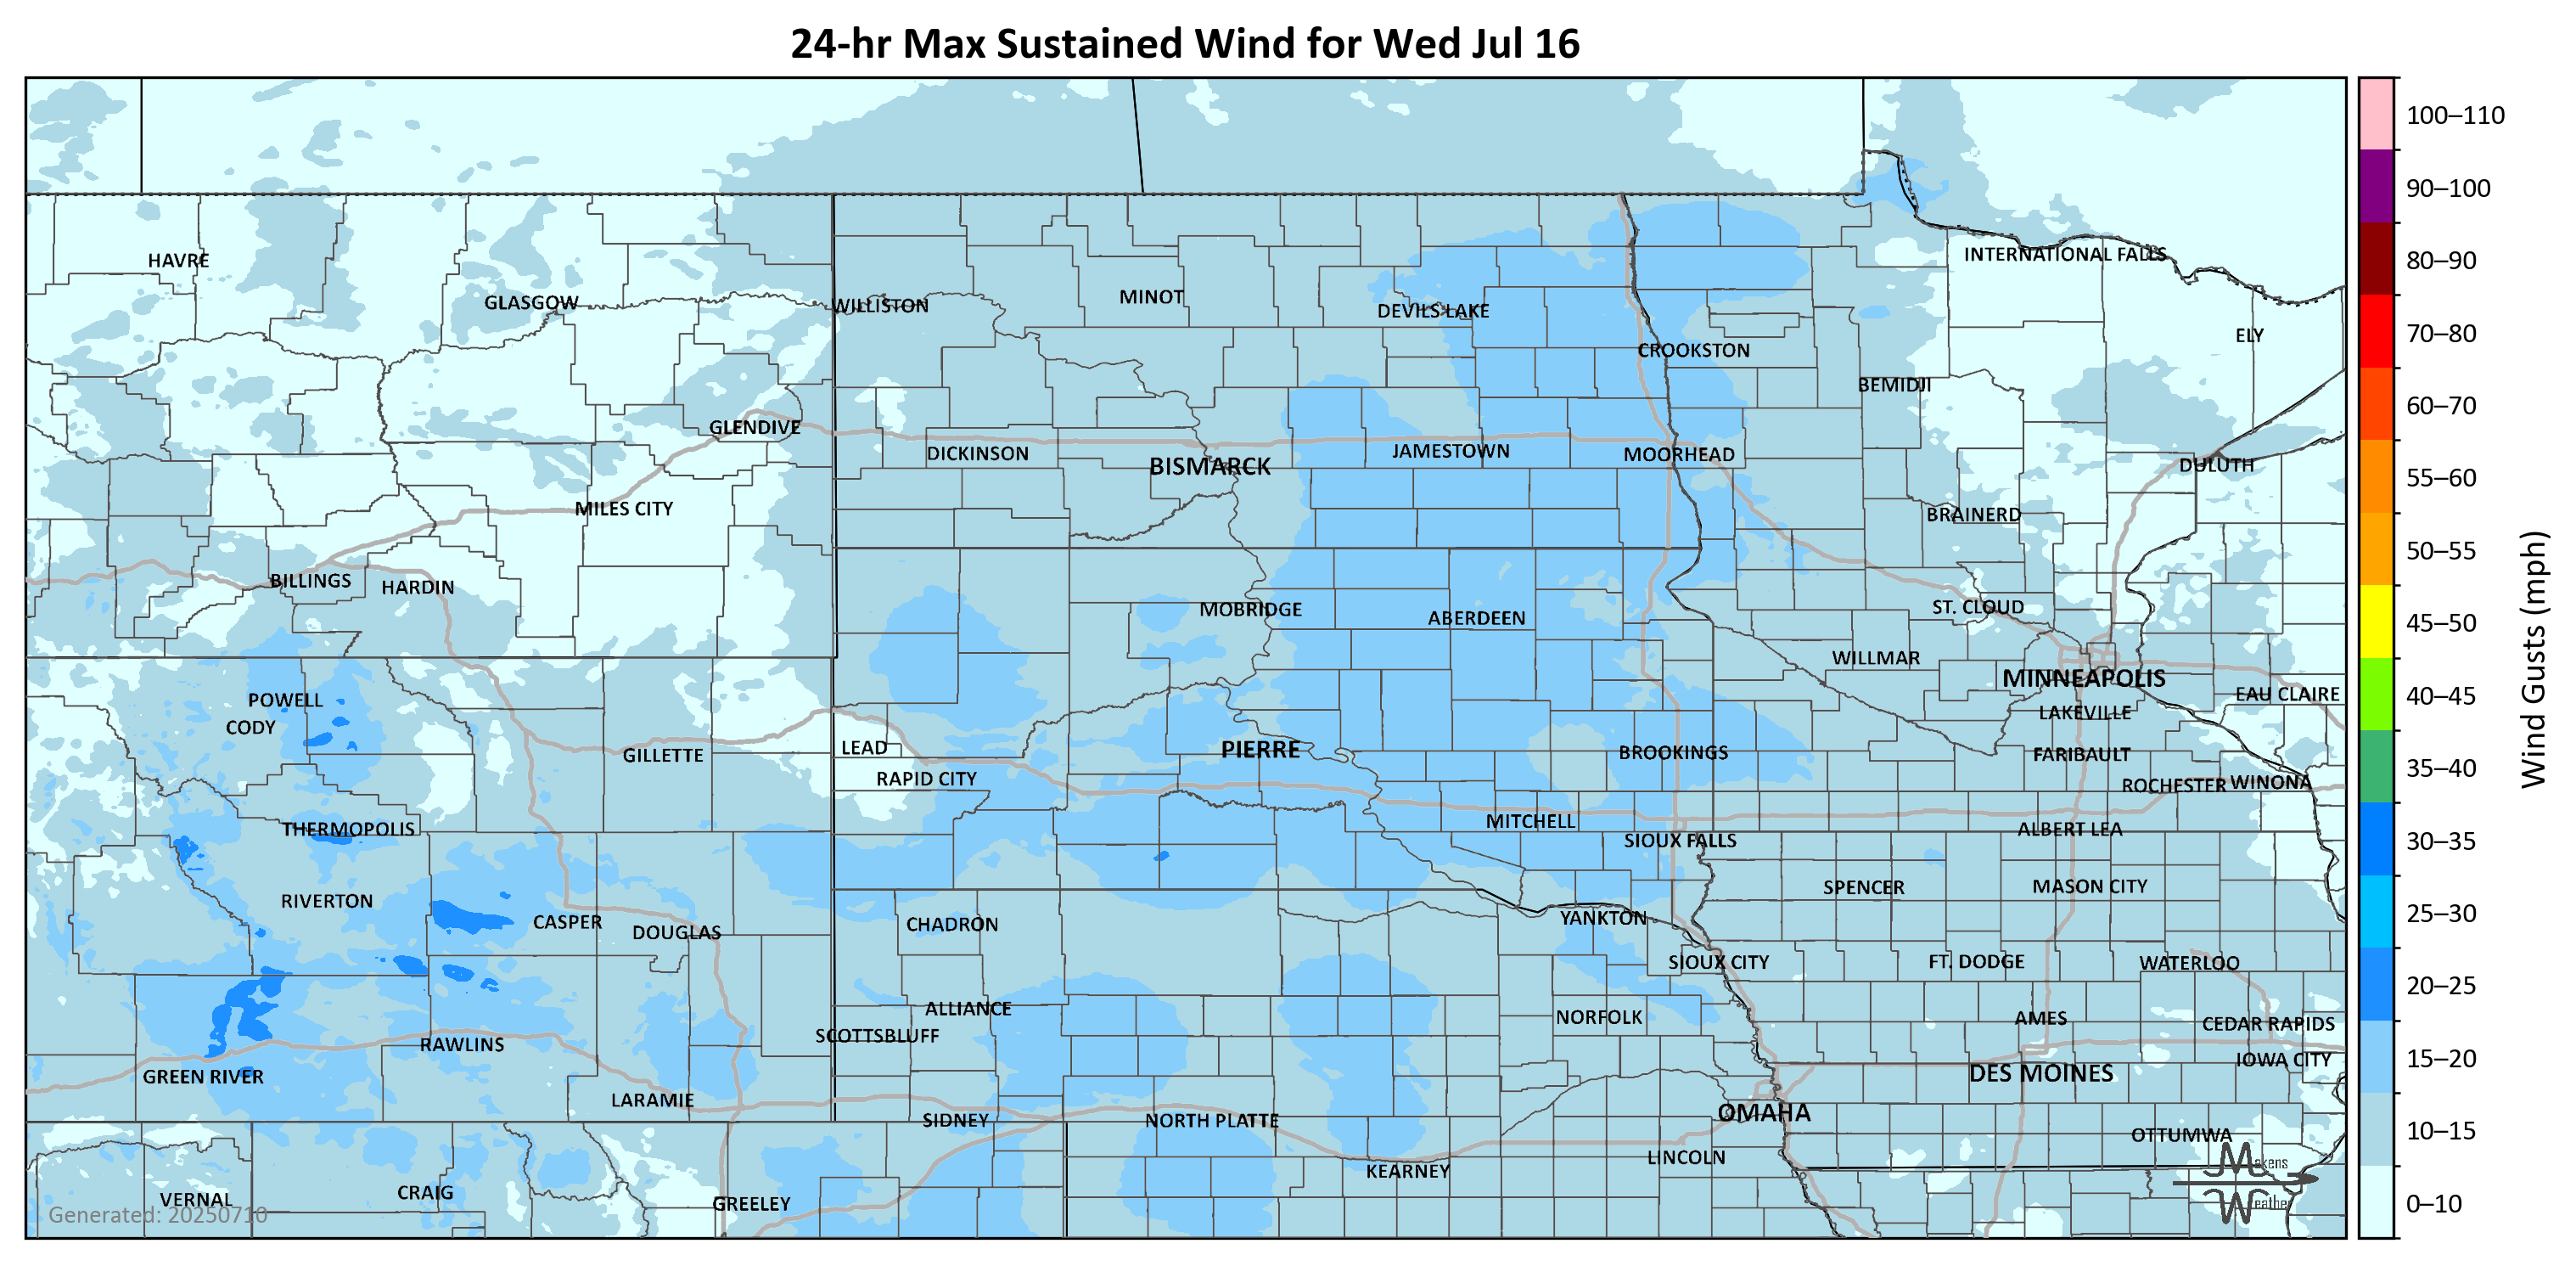 24-hr Max Sustained Wind for Wed Jul 16
100–110
90–100
80–90
70–80
60–70
55–60
50–55
45–50
40–45
35–40
30–35
25–30
20–25
15–20
10–15
0–10
Wind Gusts (mph)
HAVRE
INTERNATIONAL FALLS
GLASGOW
WILLISTON
MINOT
DEVILS LAKE
ELY
CROOKSTON
BEMIDJI
GLENDIVE
DICKINSON
BISMARCK
JAMESTOWN
MOORHEAD
DULUTH
MILES CITY
BRAINERD
BILLINGS
HARDIN
MOBRIDGE
ABERDEEN
ST. CLOUD
WILLMAR
MINNEAPOLIS
EAU CLAIRE
POWELL
CODY
LAKEVILLE
GILLETTE
LEAD
PIERRE
BROOKINGS
FARIBAULT
RAPID CITY
ROCHESTER
WINONA
THERMOPOLIS
MITCHELL
ALBERT LEA
SIOUX FALLS
RIVERTON
SPENCER
MASON CITY
CASPER
DOUGLAS
CHADRON
YANKTON
SIOUX CITY
FT. DODGE
WATERLOO
ALLIANCE
NORFOLK
AMES
CEDAR RAPIDS
SCOTTSBLUFF
RAWLINS
IOWA CITY
GREEN RIVER
DES MOINES
LARAMIE
OMAHA
SIDNEY
NORTH PLATTE
OTTUMWA
LINCOLN
KEARNEY
VERNAL
CRAIG
GREELEY
Generated: 20250710
Makens
Weather